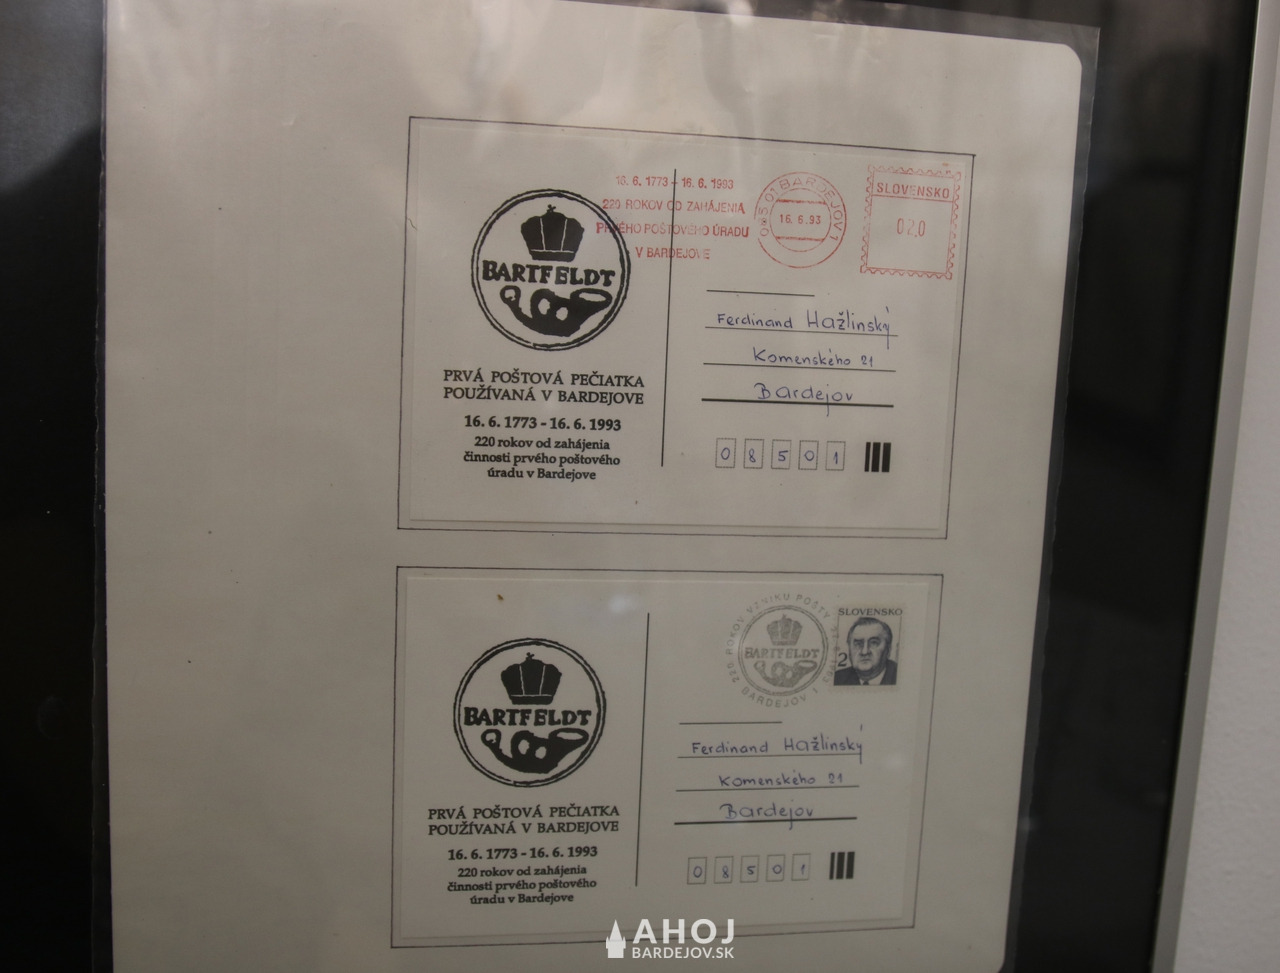 16. 6. 1773 - 16. 6. 1993
220 ROKOV OD ZAHÁJENIA
PRVÉHO POŠTOVÉHO ÚRADU
V BARDEJOVE
085 01 BARDEJOV 1
16. 6. 93
SLOVENSKO
020
BARTFELDT
PRVÁ POŠTOVÁ PEČIATKA
POUŽÍVANÁ V BARDEJOVE
16. 6. 1773 - 16. 6. 1993
220 rokov od zahájenia
činnosti prvého poštového
úradu v Bardejove
Ferdinand Hažlinský
Komenského 21
Bardejov
08501
BARTFELDT
PRVÁ POŠTOVÁ PEČIATKA
POUŽÍVANÁ V BARDEJOVE
16. 6. 1773 - 16. 6. 1993
220 rokov od zahájenia
činnosti prvého poštového
úradu v Bardejove
220 ROKOV VZNIKU POŠTY
BARTFELDT
BARDEJOV 1
SLOVENSKO
2
Ferdinand Hažlinský
Komenského 21
Bardejov
08501
AHOJ
BARDEJOV.SK